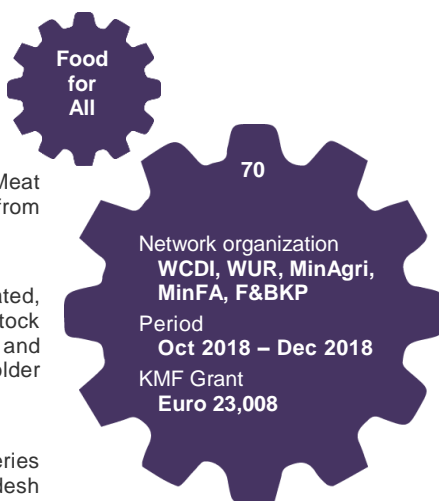 Food
for
All
Meat
from
ated,
tock
and
older
eries
desh
70
Network organization
WCDI, WUR, MinAgri,
MinFA, F&BKP
Period
Oct 2018 – Dec 2018
KMF Grant
Euro 23,008